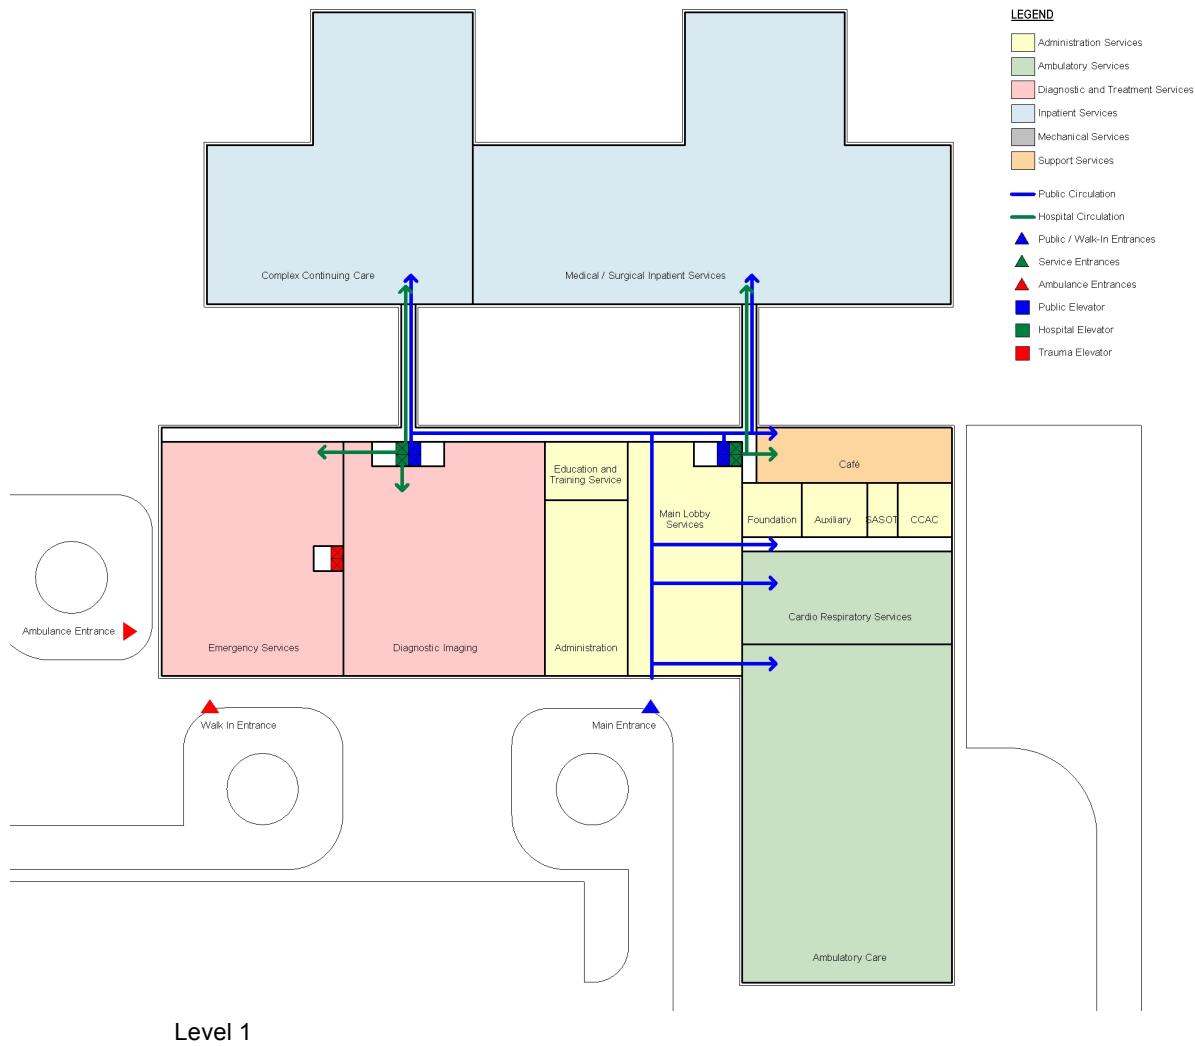 LEGEND
Administration Services
Ambulatory Services
Diagnostic and Treatment Services
Inpatient Services
Mechanical Services
Support Services
Public Circulation
Hospital Circulation
Public / Walk-In Entrances
Service Entrances
Ambulance Entrances
Public Elevator
Hospital Elevator
Trauma Elevator
Complex Continuing Care
Medical / Surgical Inpatient Services
Café
Education and
Training Service
Main Lobby
Services
Foundation
Auxiliary
SASOT
CCAC
Cardio Respiratory Services
Ambulance Entrance
Emergency Services
Diagnostic Imaging
Administration
Walk In Entrance
Main Entrance
Ambulatory Care
Level 1